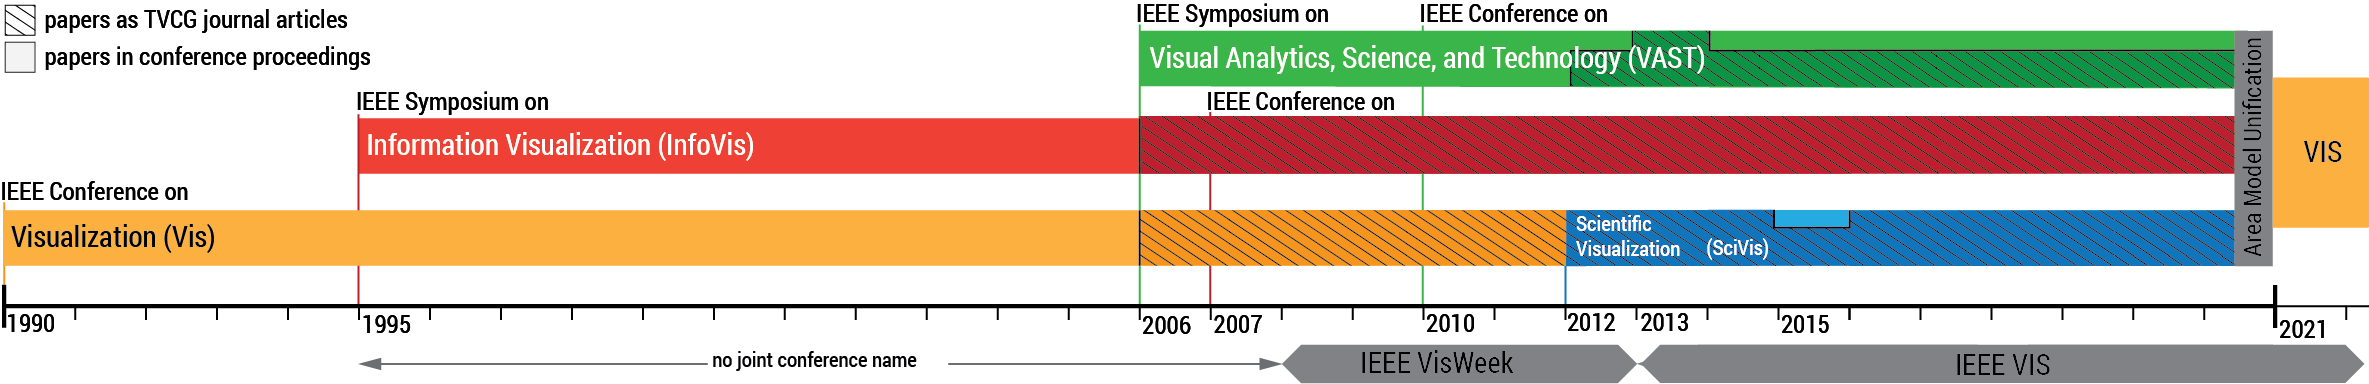 papers as TVCG journal articles
papers in conference proceedings
IEEE Symposium on
IEEE Conference on
Visual Analytics, Science, and Technology (VAST)
IEEE Symposium on
IEEE Conference on
Information Visualization (InfoVis)
IEEE Conference on
Visualization (Vis)
Scientific
Visualization (SciVis)
Area Model Unification
VIS
1990
1995
2006
2007
2010
2012
2013
2015
2021
no joint conference name
IEEE VisWeek
IEEE VIS